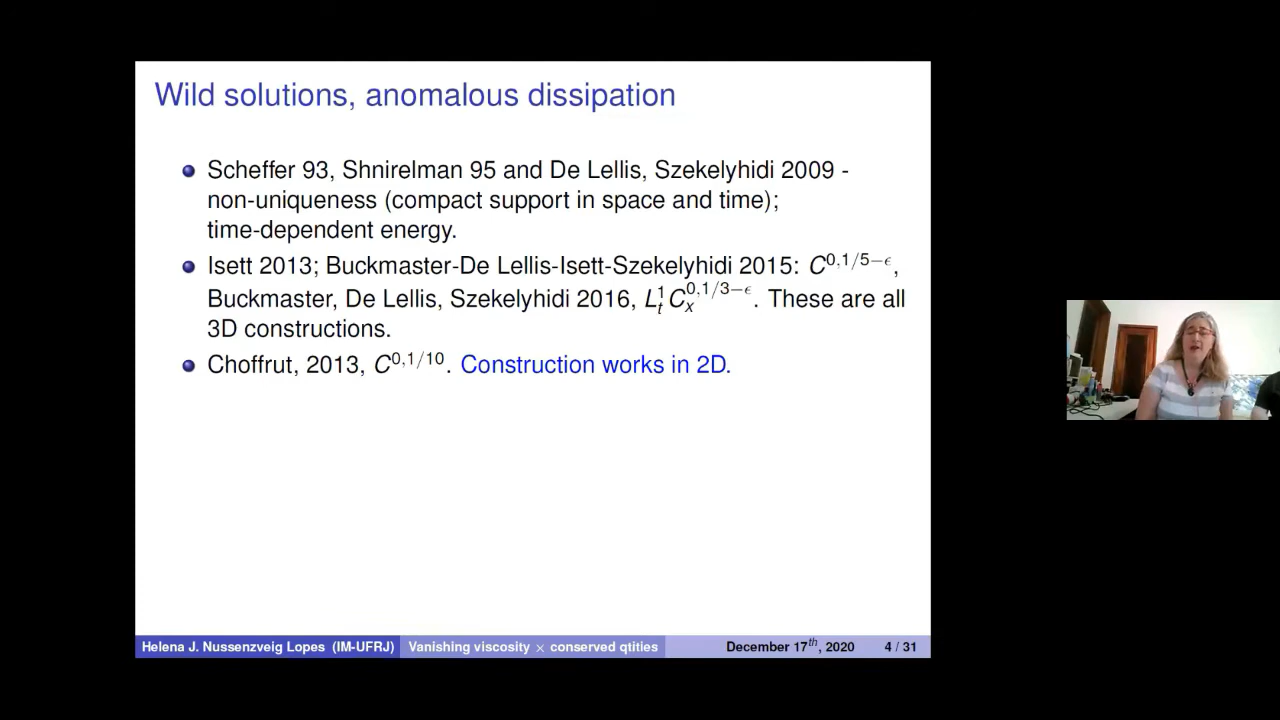 Wild solutions, anomalous dissipation
Scheffer 93, Shnirelman 95 and De Lellis, Szekelyhidi 2009 -
non-uniqueness (compact support in space and time);
time-dependent energy.
Isett 2013; Buckmaster-De Lellis-Isett-Szekelyhidi 2015: $C^{0,1/5-\epsilon}$,
Buckmaster, De Lellis, Szekelyhidi 2016, $L^1_t C^{0,1/3-\epsilon}_x$. These are all
3D constructions.
Choffrut, 2013, $C^{0,1/10}$. Construction works in 2D.
Helena J. Nussenzveig Lopes (IM-UFRJ) Vanishing viscosity × conserved qtities December 17th, 2020 4 / 31